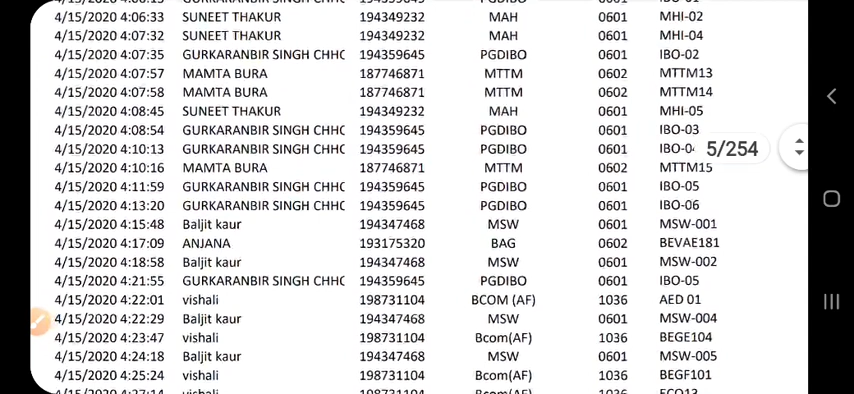 4/15/2020 4:06:33 SUNEET THAKUR 194349232 MAH 0601 MHI-02
4/15/2020 4:07:32 SUNEET THAKUR 194349232 MAH 0601 MHI-04
4/15/2020 4:07:35 GURKARANBIR SINGH CHHC 194359645 PGDIBO 0601 IBO-02
4/15/2020 4:07:57 MAMTA BURA 187746871 MTTM 0602 MTTM13
4/15/2020 4:07:58 MAMTA BURA 187746871 MTTM 0602 MTTM14
4/15/2020 4:08:45 SUNEET THAKUR 194349232 MAH 0601 MHI-05
4/15/2020 4:08:54 GURKARANBIR SINGH CHHC 194359645 PGDIBO 0601 IBO-03
4/15/2020 4:10:13 GURKARANBIR SINGH CHHC 194359645 PGDIBO 0601 IBO-04 5/254
4/15/2020 4:10:16 MAMTA BURA 187746871 MTTM 0602 MTTM15
4/15/2020 4:11:59 GURKARANBIR SINGH CHHC 194359645 PGDIBO 0601 IBO-05
4/15/2020 4:13:20 GURKARANBIR SINGH CHHC 194359645 PGDIBO 0601 IBO-06
4/15/2020 4:15:48 Baljit kaur 194347468 MSW 0601 MSW-001
4/15/2020 4:17:09 ANJANA 193175320 BAG 0602 BEVAE181
4/15/2020 4:18:58 Baljit kaur 194347468 MSW 0601 MSW-002
4/15/2020 4:21:55 GURKARANBIR SINGH CHHC 194359645 PGDIBO 0601 IBO-05
4/15/2020 4:22:01 vishali 198731104 BCOM (AF) 1036 AED 01
4/15/2020 4:22:29 Baljit kaur 194347468 MSW 0601 MSW-004
4/15/2020 4:23:47 vishali 198731104 Bcom(AF) 1036 BEGE104
4/15/2020 4:24:18 Baljit kaur 194347468 MSW 0601 MSW-005
4/15/2020 4:25:24 vishali 198731104 Bcom(AF) 1036 BEGF101